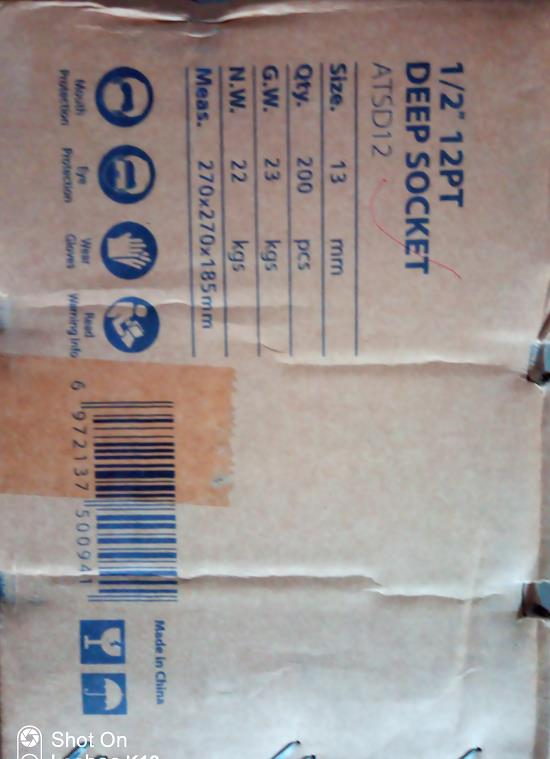 1/2" 12PT
DEEP SOCKET
ATSD12
Size. 13 mm
Qty. 200 pcs
G.W. 23 kgs
N.W. 22 kgs
Meas. 270x270x185mm
Mouth Protection
Eye Protection
Wear Gloves
Read Warning Info
6 972137 500941
Made in China
Shot On